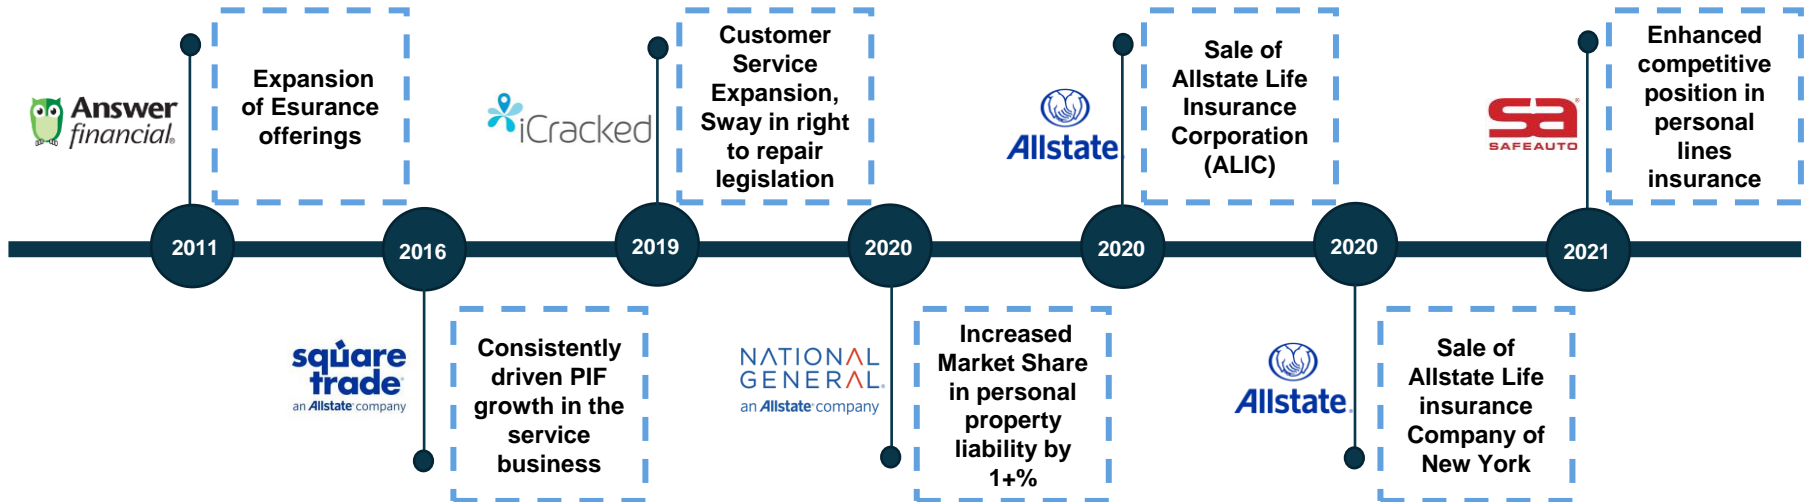 Answer
financial®
Expansion
of Esurance
offerings
2011
square
trade
an Allstate company
Consistently
driven PIF
growth in the
service
business
2016
iCracked
Customer
Service
Expansion,
Sway in right
to repair
legislation
2019
NATIONAL
GENERAL®
an Allstate company
Increased
Market Share
in personal
property
liability by
1+%
2020
Allstate
Sale of
Allstate Life
Insurance
Corporation
(ALIC)
2020
Allstate
Sale of
Allstate Life
insurance
Company of
New York
2020
sa®
SAFEAUTO
Enhanced
competitive
position in
personal
lines
insurance
2021